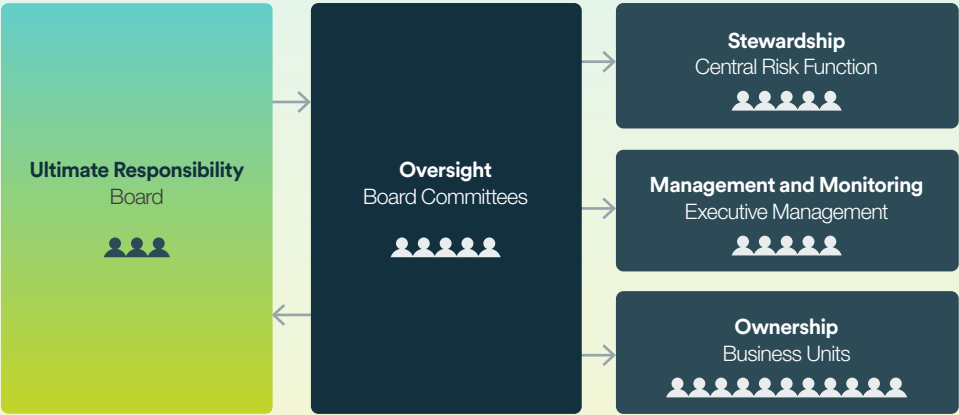 Ultimate Responsibility
Board
Oversight
Board Committees
Stewardship
Central Risk Function
Management and Monitoring
Executive Management
Ownership
Business Units